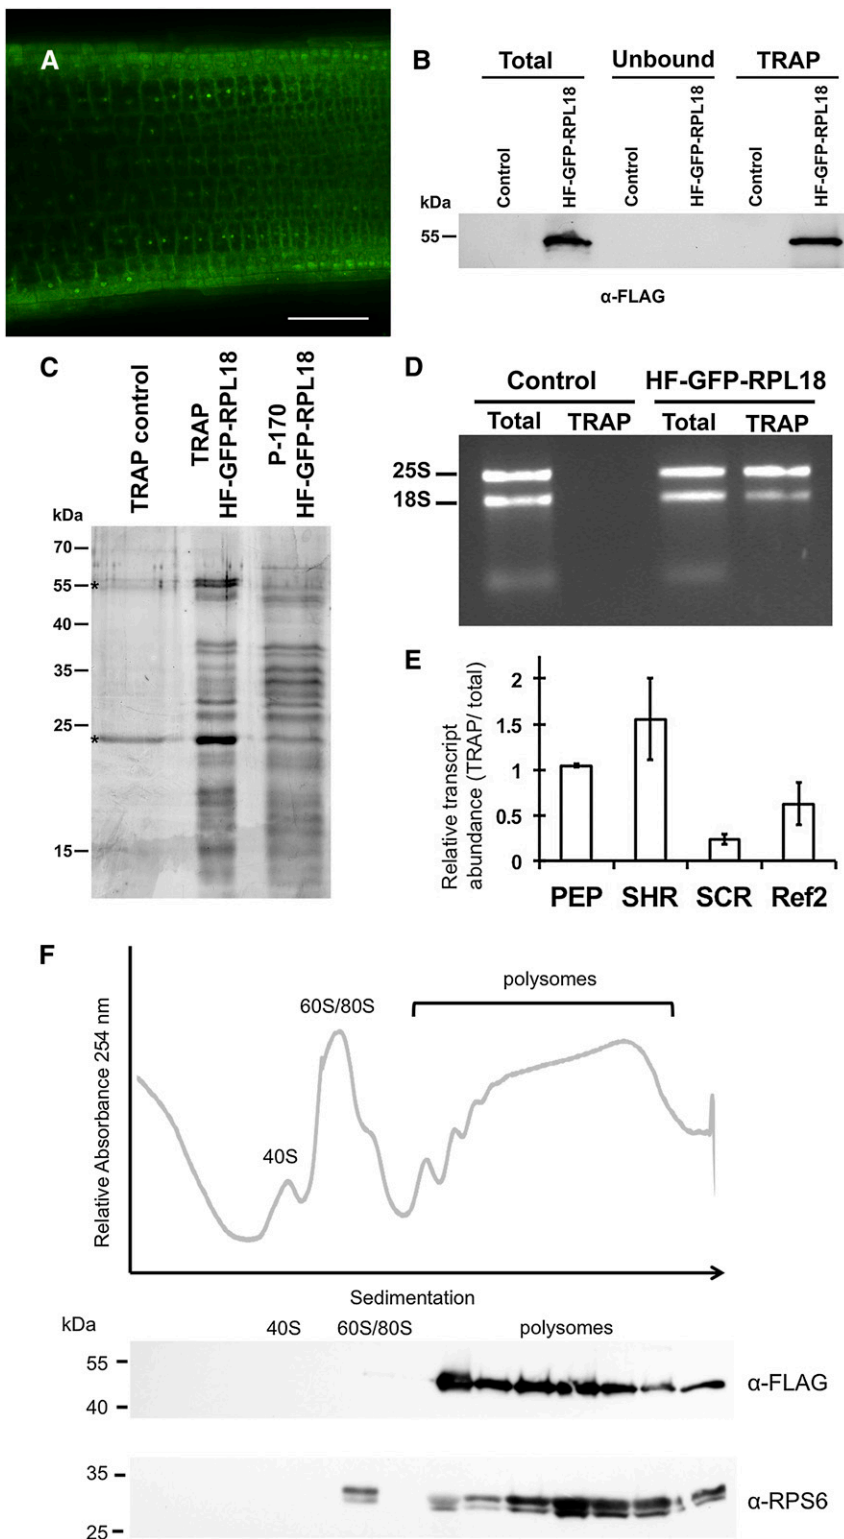 A
B
Total Unbound TRAP
Control HF-GFP-RPL18 Control HF-GFP-RPL18 Control HF-GFP-RPL18
kDa
55
α-FLAG
C
TRAP control
TRAP
HF-GFP-RPL18
P-170
HF-GFP-RPL18
kDa
70
55 *
40
35
25
*
15
D
Control HF-GFP-RPL18
Total TRAP Total TRAP
25S
18S
E
Relative transcript
abundance (TRAP/ total)
2
1.5
1
0.5
0
PEP SHR SCR Ref2
F
Relative Absorbance 254 nm
polysomes
60S/80S
40S
Sedimentation
kDa 40S 60S/80S polysomes
55
40
α-FLAG
35
25
α-RPS6